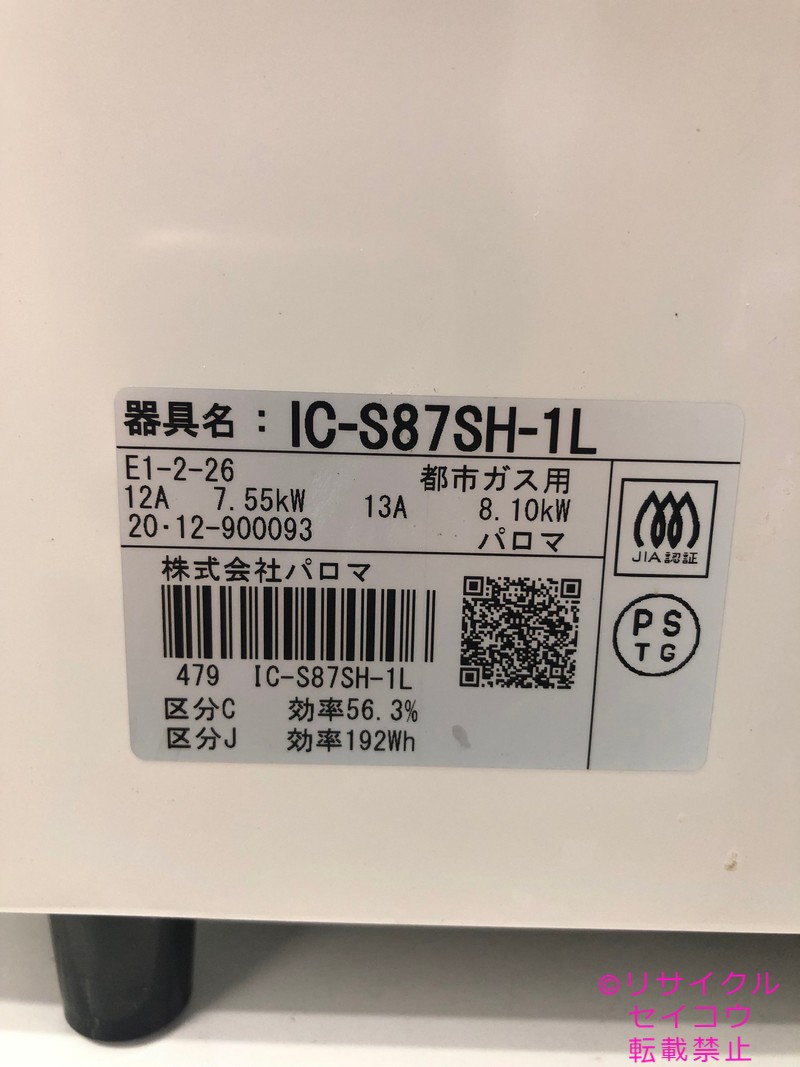 器具名：IC-S87SH-1L
E1-2-26 都市ガス用
12A 7.55kW 13A 8.10kW
20·12-900093 パロマ
JIA認証
株式会社パロマ
PS
TG
479 IC-S87SH-1L
区分C 効率56.3%
区分J 効率192Wh
©リサイクル
セイコウ
転載禁止